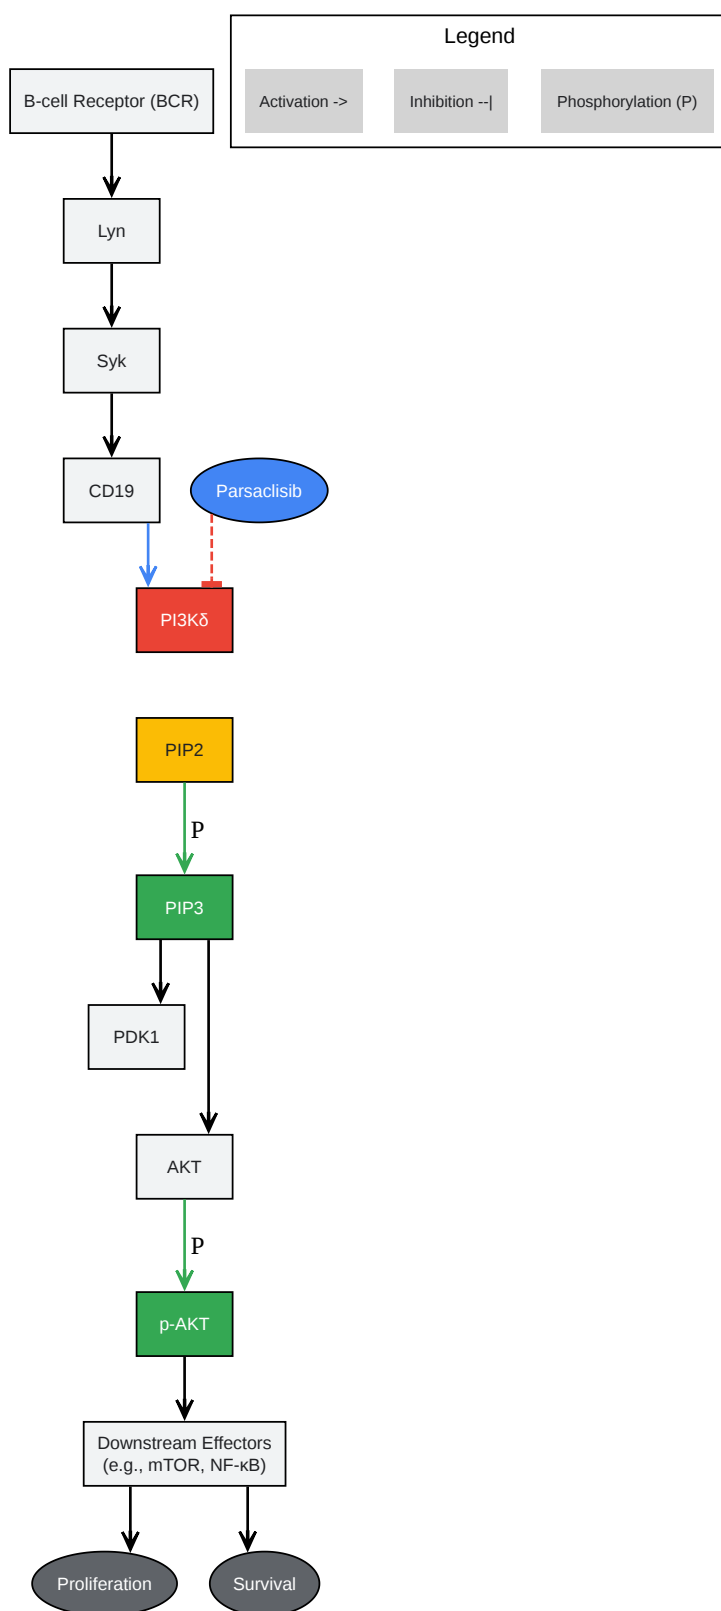 Legend
Activation ->
Inhibition --|
Phosphorylation (P)
B-cell Receptor (BCR)
Lyn
Syk
CD19
Parsaclisib
PI3Kδ
PIP2
P
PIP3
PDK1
AKT
P
p-AKT
Downstream Effectors
(e.g., mTOR, NF-κB)
Proliferation
Survival